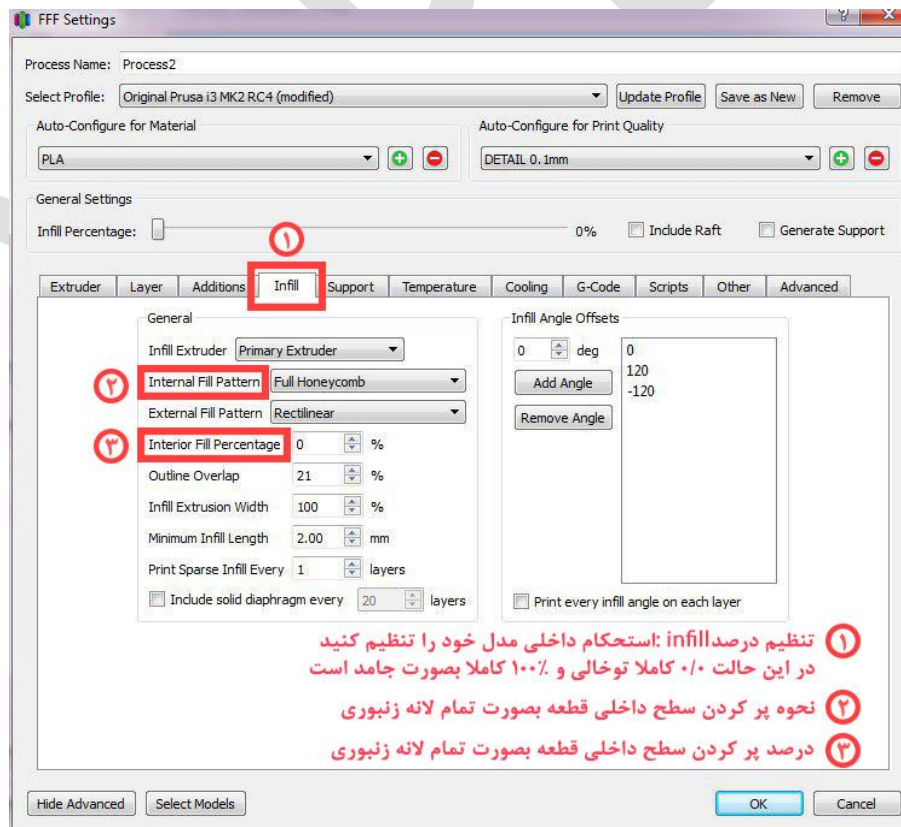 FFF Settings
Process Name: Process2
Select Profile: Original Prusa i3 MK2 RC4 (modified) Update Profile Save as New Remove
Auto-Configure for Material Auto-Configure for Print Quality
PLA DETAIL 0.1mm
General Settings
Infill Percentage: 0% Include Raft Generate Support
۱
Extruder Layer Additions Infill Support Temperature Cooling G-Code Scripts Other Advanced
General Infill Angle Offsets
Infill Extruder Primary Extruder 0 deg 0
۲ Internal Fill Pattern Full Honeycomb Add Angle 120
-120
External Fill Pattern Rectilinear Remove Angle
۳ Interior Fill Percentage 0 %
Outline Overlap 21 %
Infill Extrusion Width 100 %
Minimum Infill Length 2.00 mm
Print Sparse Infill Every 1 layers
Include solid diaphragm every 20 layers Print every infill angle on each layer
۱ تنظیم درصدinfill :استحکام داخلی مدل خود را تنظیم کنید
در این حالت ۰/۰ کاملا توخالی و ۱۰۰٪ کاملا بصورت جامد است
۲ نحوه پر کردن سطح داخلی قطعه بصورت تمام لانه زنبوری
۳ درصد پر کردن سطح داخلی قطعه بصورت تمام لانه زنبوری
Hide Advanced Select Models OK Cancel